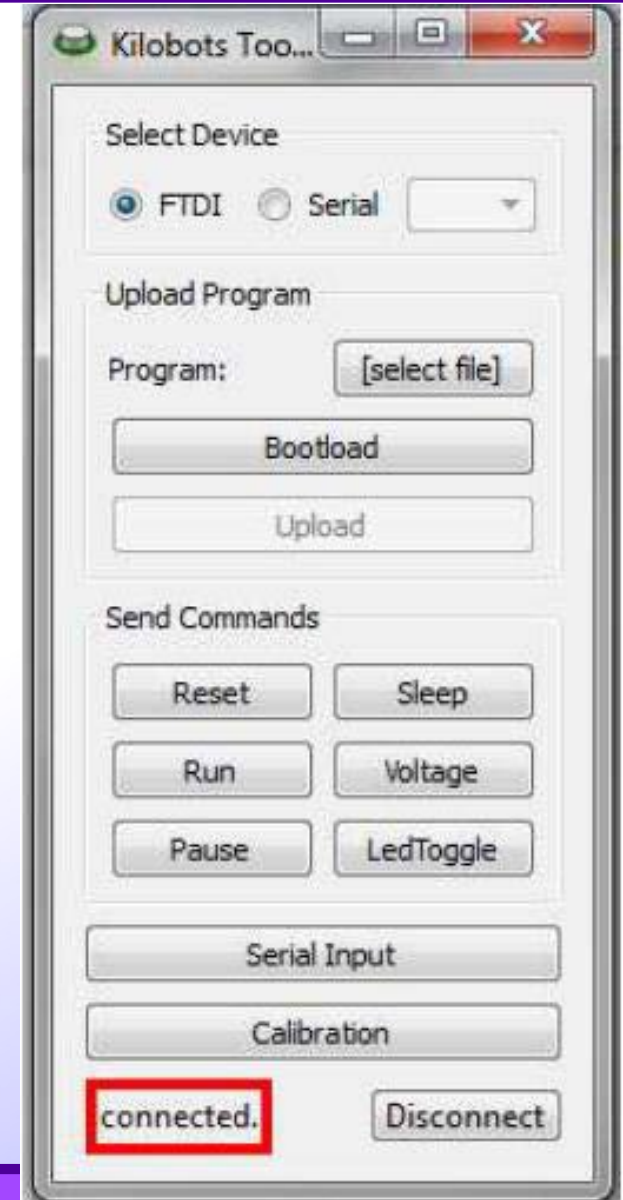 Kilobots Too...
Select Device
FTDI Serial
Upload Program
Program: [select file]
Bootload
Upload
Send Commands
Reset Sleep
Run Voltage
Pause LedToggle
Serial Input
Calibration
connected. Disconnect